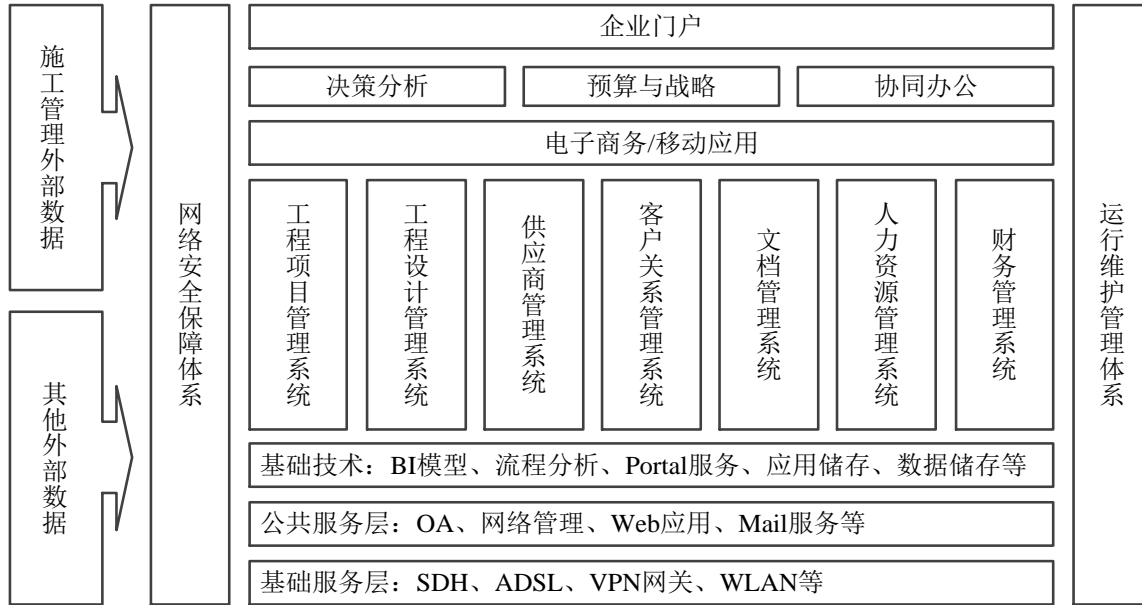 施工管理外部数据
其他外部数据
网络安全保障体系
企业门户
决策分析
预算与战略
协同办公
电子商务/移动应用
工程项目管理系统
工程设计管理系统
供应商管理系统
客户关系管理系统
文档管理系统
人力资源管理系统
财务管理系统
基础技术：BI模型、流程分析、Portal服务、应用储存、数据储存等
公共服务层：OA、网络管理、Web应用、Mail服务等
基础服务层：SDH、ADSL、VPN网关、WLAN等
运行维护管理体系